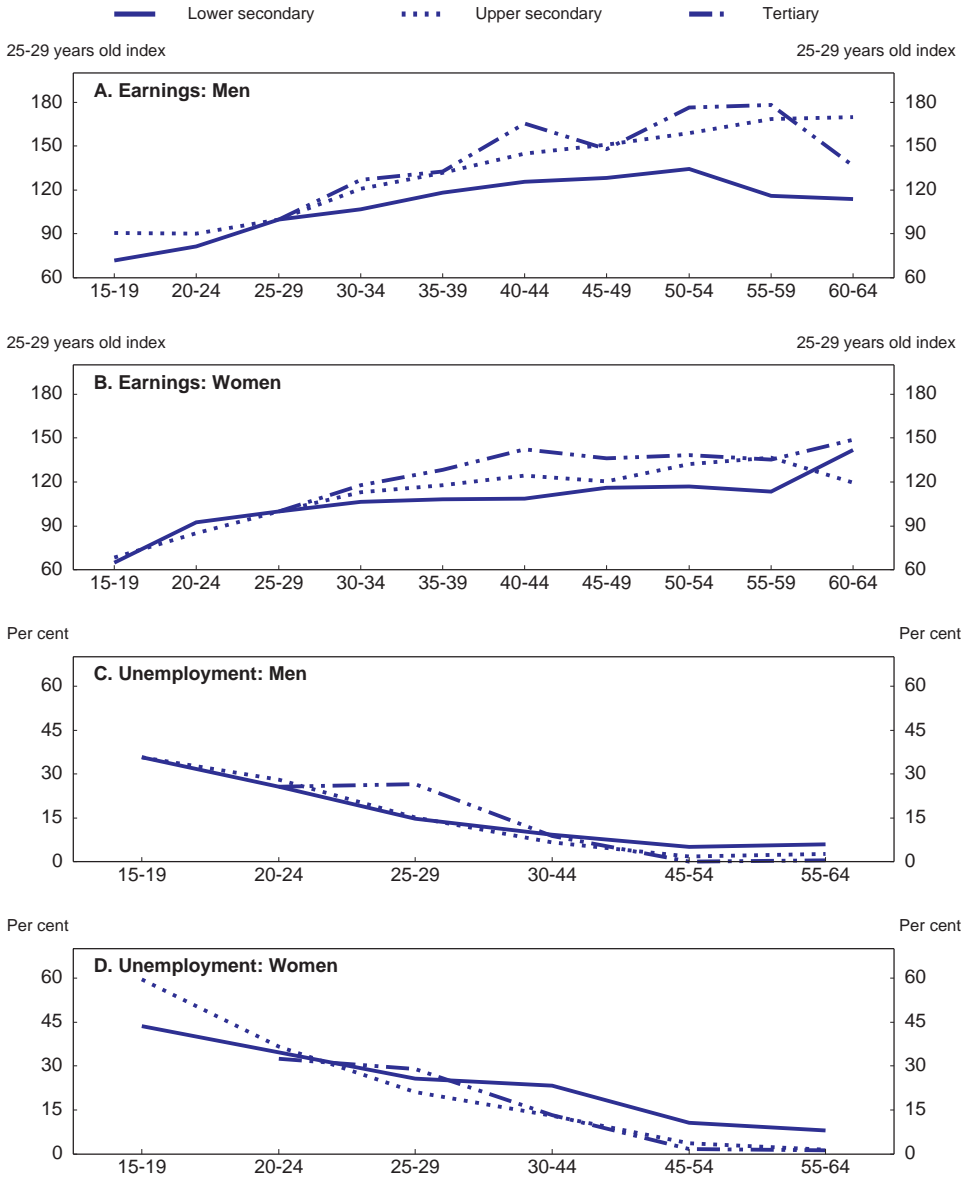 Lower secondary Upper secondary Tertiary
25-29 years old index 25-29 years old index
A. Earnings: Men
180 180
150 150
120 120
90 90
60 60
15-19 20-24 25-29 30-34 35-39 40-44 45-49 50-54 55-59 60-64
25-29 years old index 25-29 years old index
B. Earnings: Women
180 180
150 150
120 120
90 90
60 60
15-19 20-24 25-29 30-34 35-39 40-44 45-49 50-54 55-59 60-64
Per cent Per cent
C. Unemployment: Men
60 60
45 45
30 30
15 15
0 0
15-19 20-24 25-29 30-44 45-54 55-64
Per cent Per cent
D. Unemployment: Women
60 60
45 45
30 30
15 15
0 0
15-19 20-24 25-29 30-44 45-54 55-64